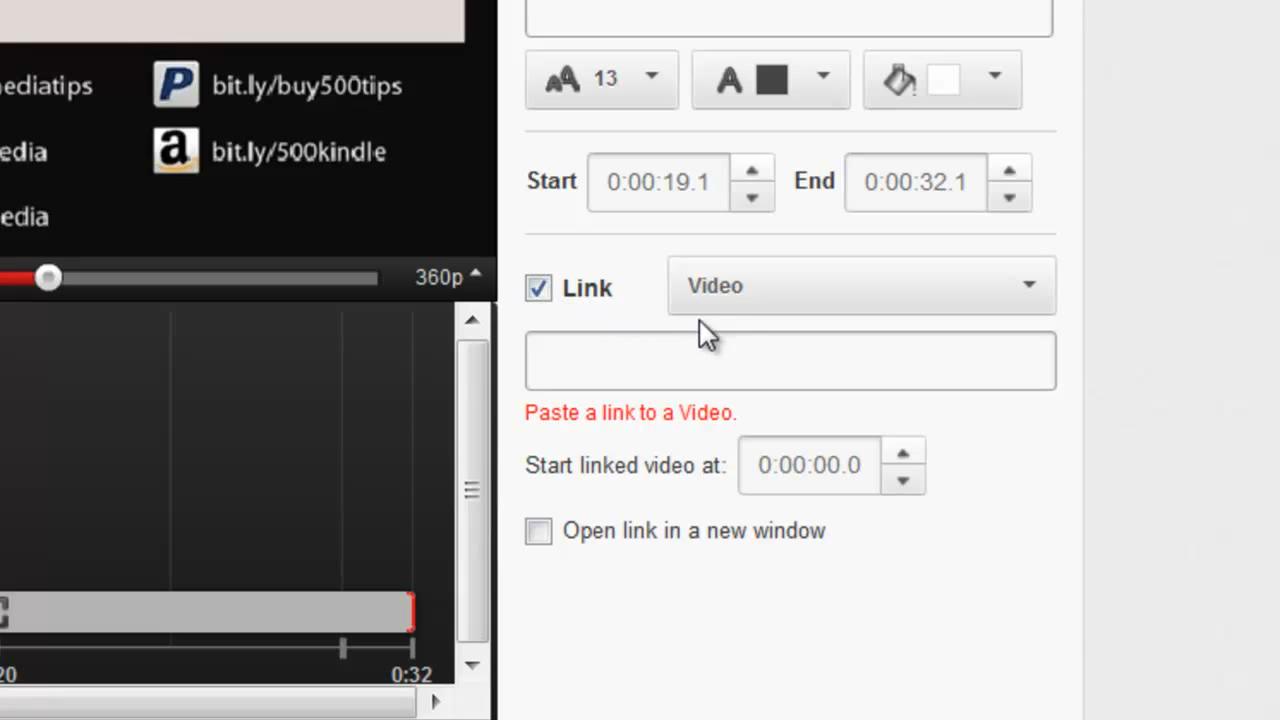 ediatips
bit.ly/buy500tips
edia
bit.ly/500kindle
edia
360p
20
0:32
13
Start 0:00:19.1 End 0:00:32.1
Link Video
Paste a link to a Video.
Start linked video at: 0:00:00.0
Open link in a new window